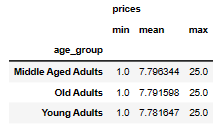 prices
min mean max
age_group
Middle Aged Adults 1.0 7.796344 25.0
Old Adults 1.0 7.791598 25.0
Young Adults 1.0 7.781647 25.0